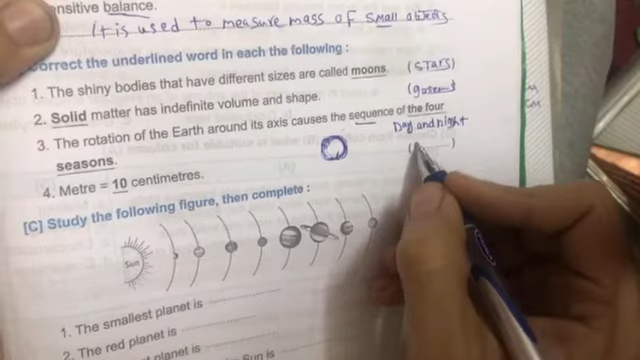 nsitive balance.
It is used to measure mass of small objects
orrect the underlined word in each the following :
1. The shiny bodies that have different sizes are called moons. (STARS)
2. Solid matter has indefinite volume and shape.
3. The rotation of the Earth around its axis causes the sequence of the four
seasons.
Day and night
4. Metre = 10 centimetres.
[C] Study the following figure, then complete :
Sun
1. The smallest planet is
2. The red planet is
planet is
Sun is